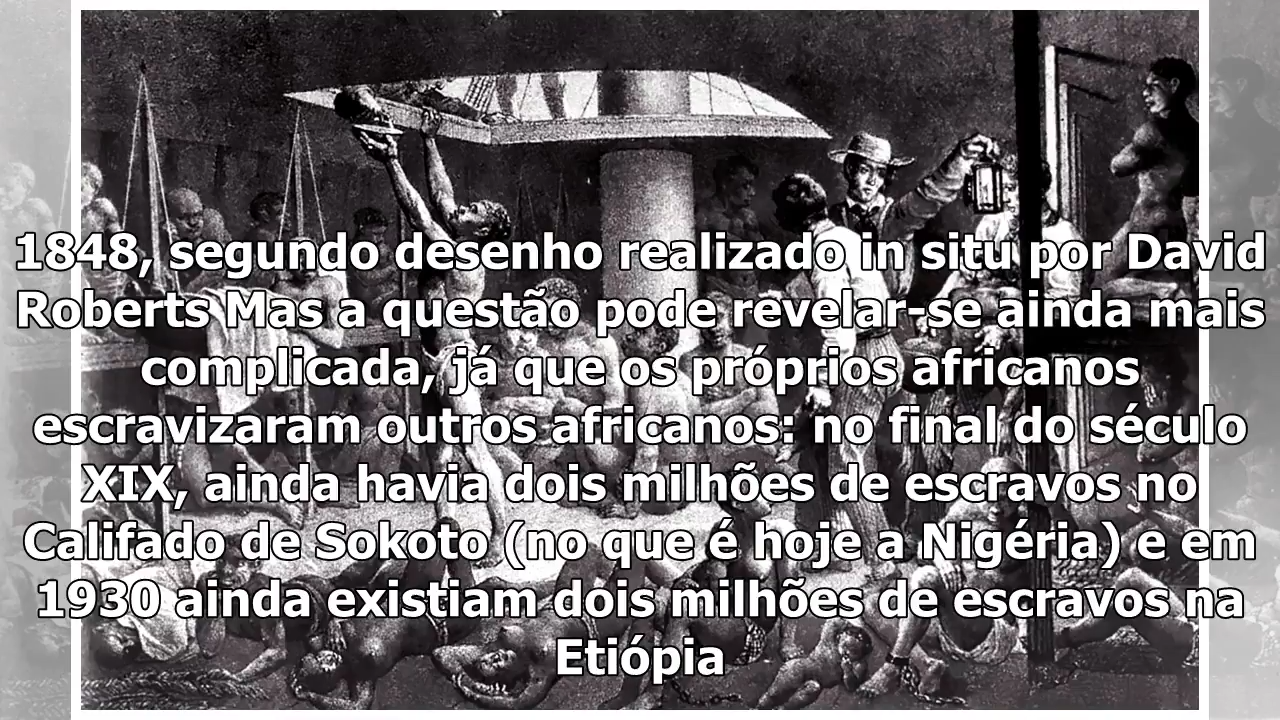 1848, segundo desenho realizado in situ por David
Roberts Mas a questão pode revelar-se ainda mais
complicada, já que os próprios africanos
escravizaram outros africanos: no final do século
XIX, ainda havia dois milhões de escravos no
Califado de Sokoto (no que é hoje a Nigéria) e em
1930 ainda existiam dois milhões de escravos na
Etiópia